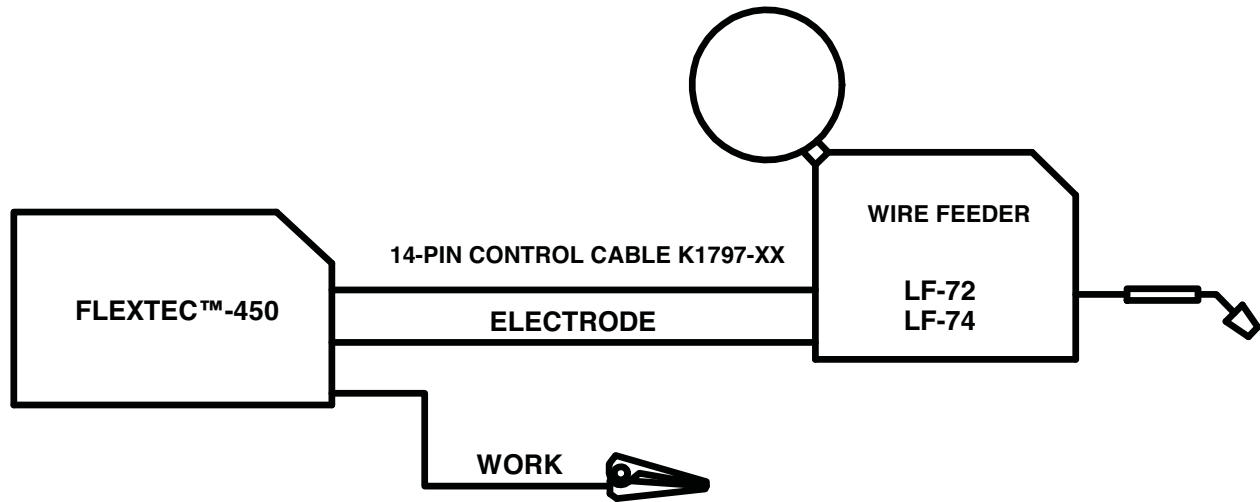 WIRE FEEDER
14-PIN CONTROL CABLE K1797-XX
FLEXTEC™-450
LF-72
ELECTRODE
LF-74
WORK